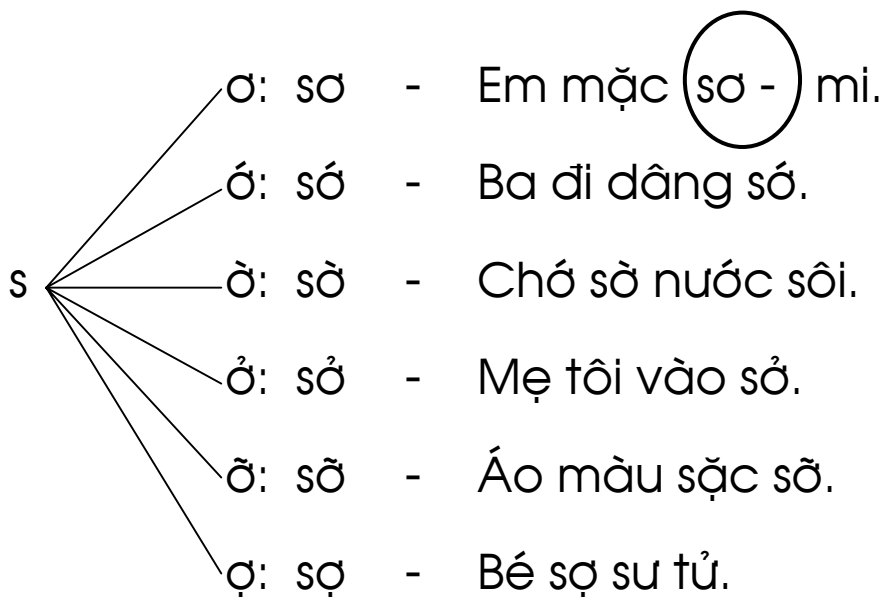 ơ: sơ - Em mặc sơ - mi.
ớ: sớ - Ba đi dâng sớ.
s ờ: sờ - Chớ sờ nước sôi.
ở: sở - Mẹ tôi vào sở.
ỡ: sỡ - Áo màu sặc sỡ.
ợ: sợ - Bé sợ sư tử.